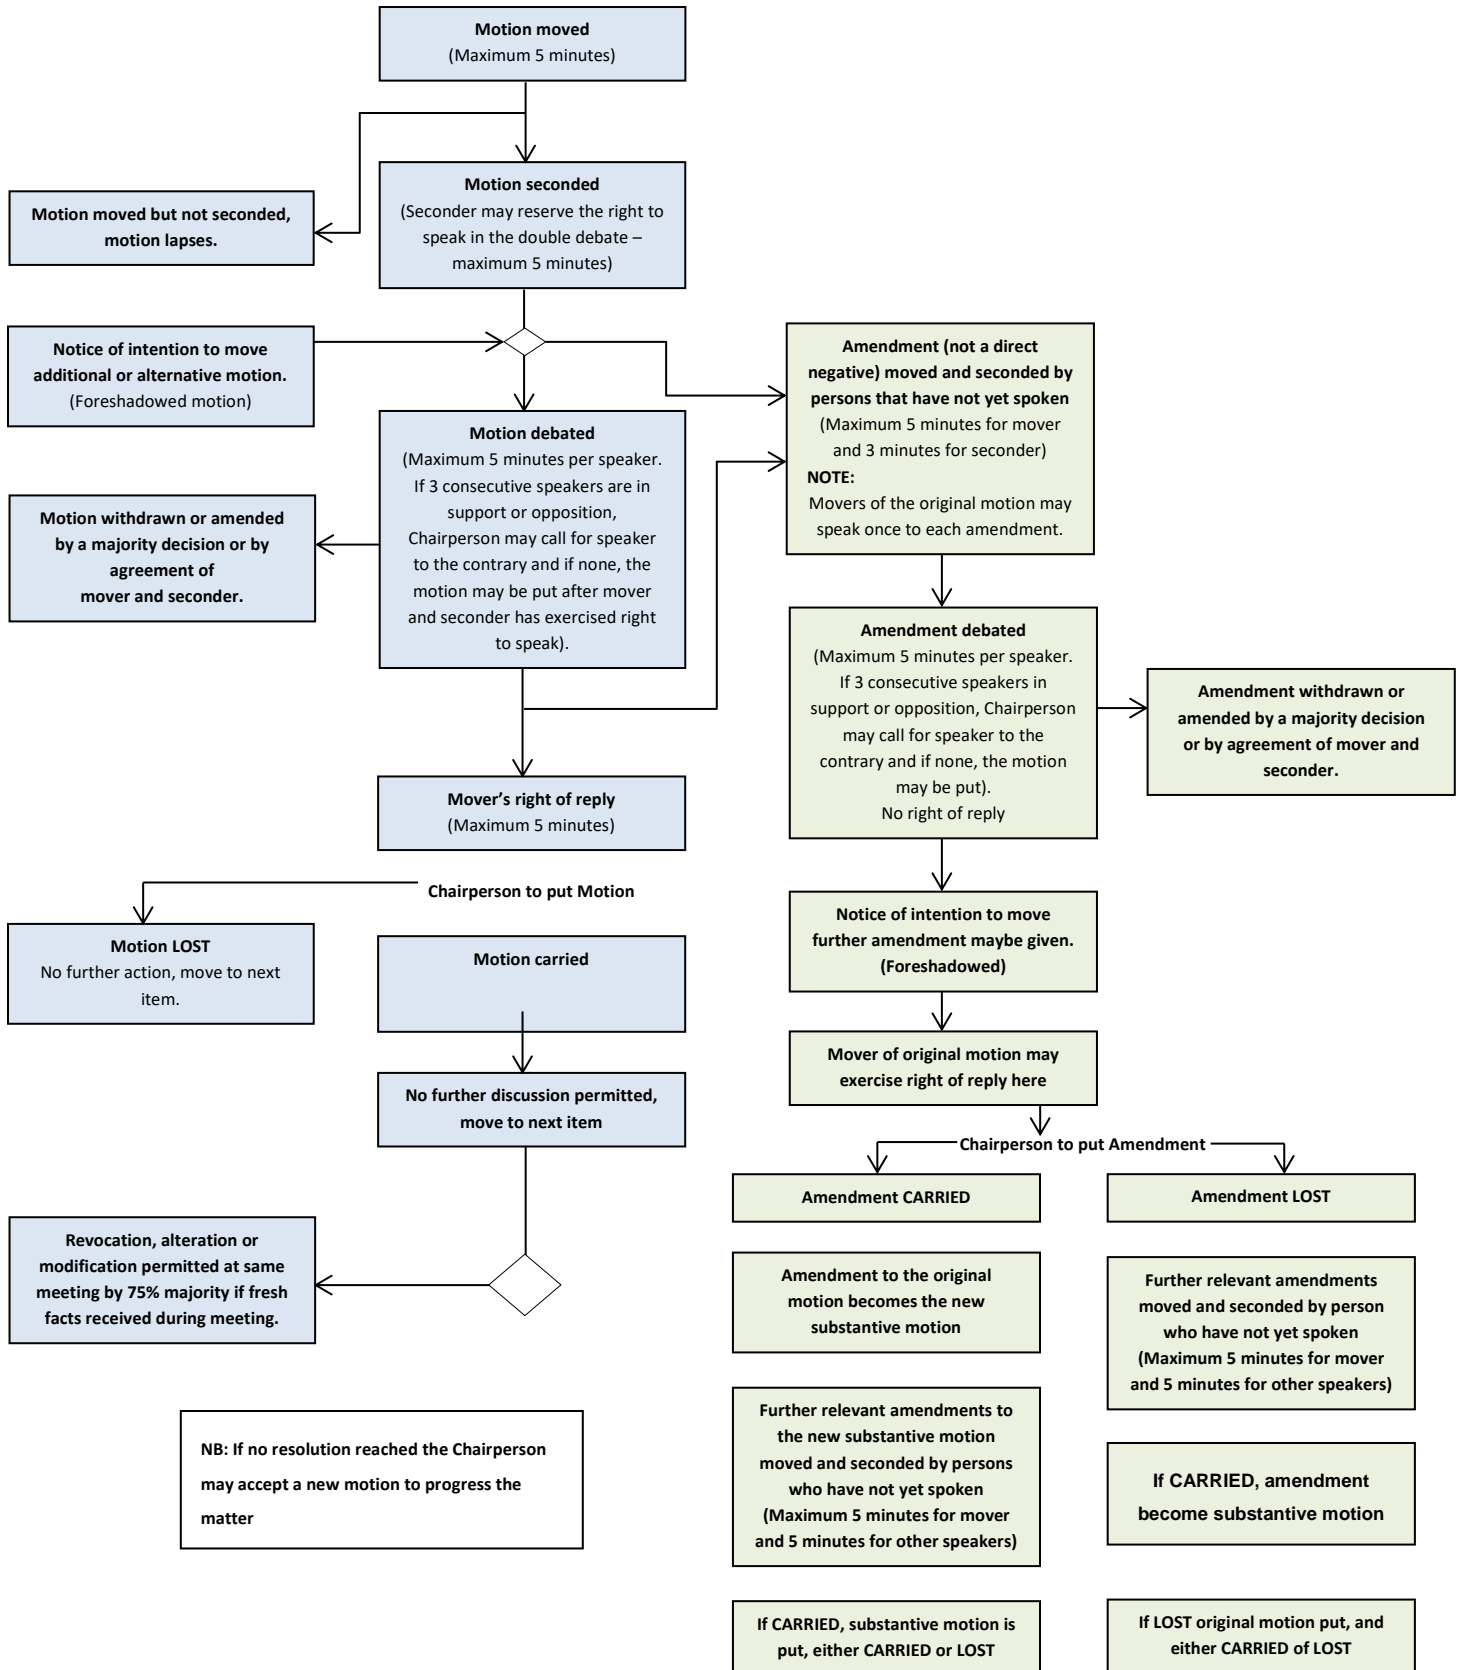 Motion moved
(Maximum 5 minutes)
Motion seconded
(Seconder may reserve the right to
speak in the double debate –
maximum 5 minutes)
Motion moved but not seconded,
motion lapses.
Notice of intention to move
additional or alternative motion.
(Foreshadowed motion)
Motion debated
(Maximum 5 minutes per speaker.
If 3 consecutive speakers are in
support or opposition,
Chairperson may call for speaker
to the contrary and if none, the
motion may be put after mover
and seconder has exercised right
to speak).
Motion withdrawn or amended
by a majority decision or by
agreement of
mover and seconder.
Mover’s right of reply
(Maximum 5 minutes)
Chairperson to put Motion
Motion LOST
No further action, move to next
item.
Motion carried
No further discussion permitted,
move to next item
Revocation, alteration or
modification permitted at same
meeting by 75% majority if fresh
facts received during meeting.
NB: If no resolution reached the Chairperson
may accept a new motion to progress the
matter
Amendment (not a direct
negative) moved and seconded by
persons that have not yet spoken
(Maximum 5 minutes for mover
and 3 minutes for seconder)
NOTE:
Movers of the original motion may
speak once to each amendment.
Amendment debated
(Maximum 5 minutes per speaker.
If 3 consecutive speakers in
support or opposition, Chairperson
may call for speaker to the
contrary and if none, the motion
may be put).
No right of reply
Amendment withdrawn or
amended by a majority decision
or by agreement of mover and
seconder.
Notice of intention to move
further amendment maybe given.
(Foreshadowed)
Mover of original motion may
exercise right of reply here
Chairperson to put Amendment
Amendment CARRIED
Amendment to the original
motion becomes the new
substantive motion
Further relevant amendments to
the new substantive motion
moved and seconded by persons
who have not yet spoken
(Maximum 5 minutes for mover
and 5 minutes for other speakers)
If CARRIED, substantive motion is
put, either CARRIED or LOST
Amendment LOST
Further relevant amendments
moved and seconded by person
who have not yet spoken
(Maximum 5 minutes for mover
and 5 minutes for other speakers)
If CARRIED, amendment
become substantive motion
If LOST original motion put, and
either CARRIED of LOST